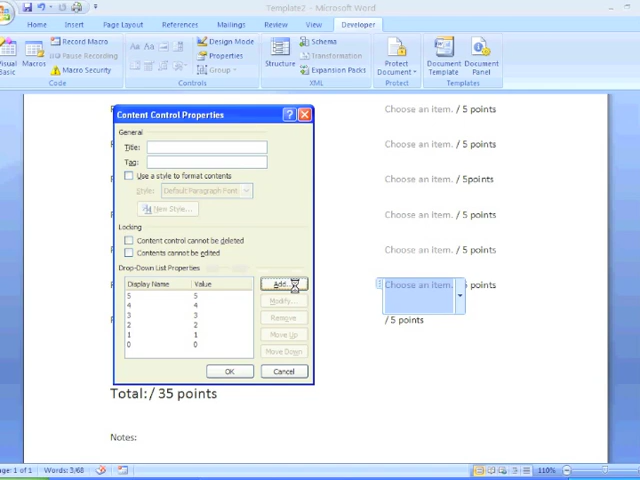 Template2 - Microsoft Word
Home Insert Page Layout References Mailings Review View Developer
Visual Basic
Macros
Record Macro
Pause Recording
Macro Security
Code
Aa Aa
Design Mode
Properties
Group
Controls
Structure
Schema
Transformation
Expansion Packs
XML
Protect Document
Protect
Document Template
Document Panel
Templates
Content Control Properties
General
Title:
Tag:
Use a style to format contents
Style: Default Paragraph Font
New Style...
Locking
Content control cannot be deleted
Contents cannot be edited
Drop-Down List Properties
Display Name Value
5 5
4 4
3 3
2 2
1 1
0 0
Add...
Modify...
Remove
Move Up
Move Down
OK Cancel
Choose an item. / 5 points
Choose an item. / 5 points
Choose an item. / 5points
Choose an item. / 5 points
Choose an item. / 5 points
Choose an item. points
/ 5 points
Total: / 35 points
Notes:
Page: 1 of 1 Words: 3/68 110%